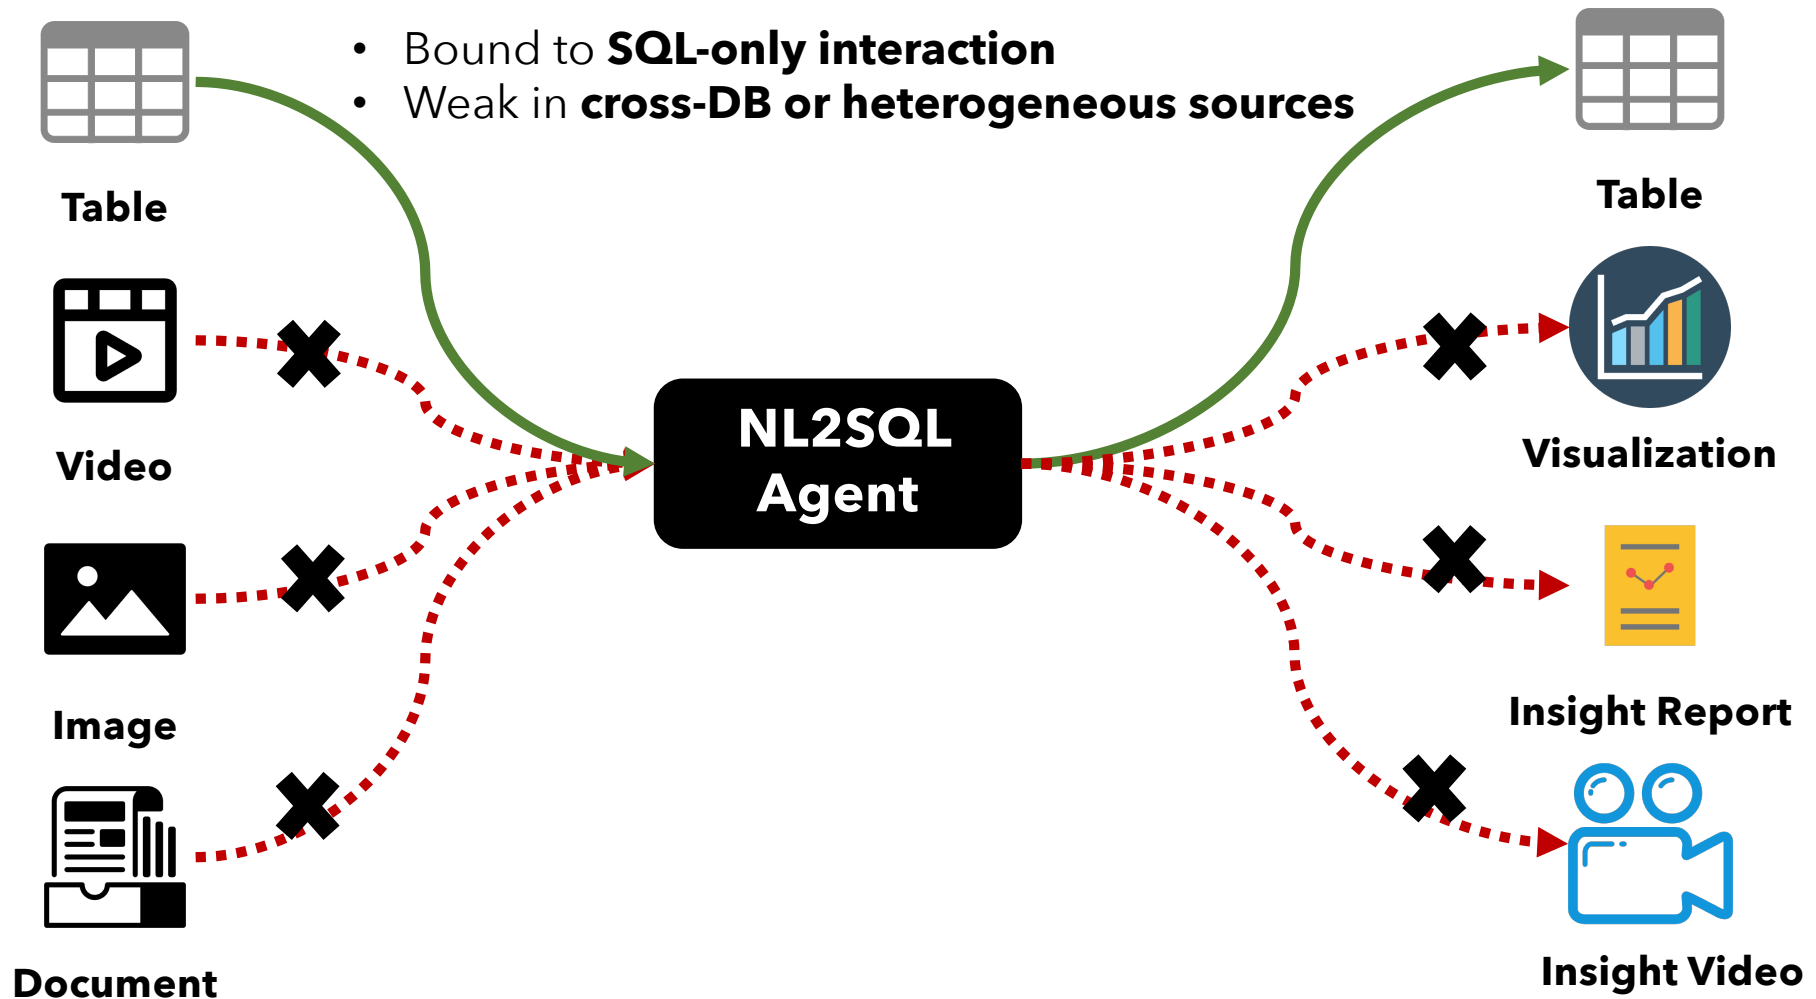 • Bound to SQL-only interaction
• Weak in cross-DB or heterogeneous sources
Table
Video
Image
Document
NL2SQL
Agent
Table
Visualization
Insight Report
Insight Video